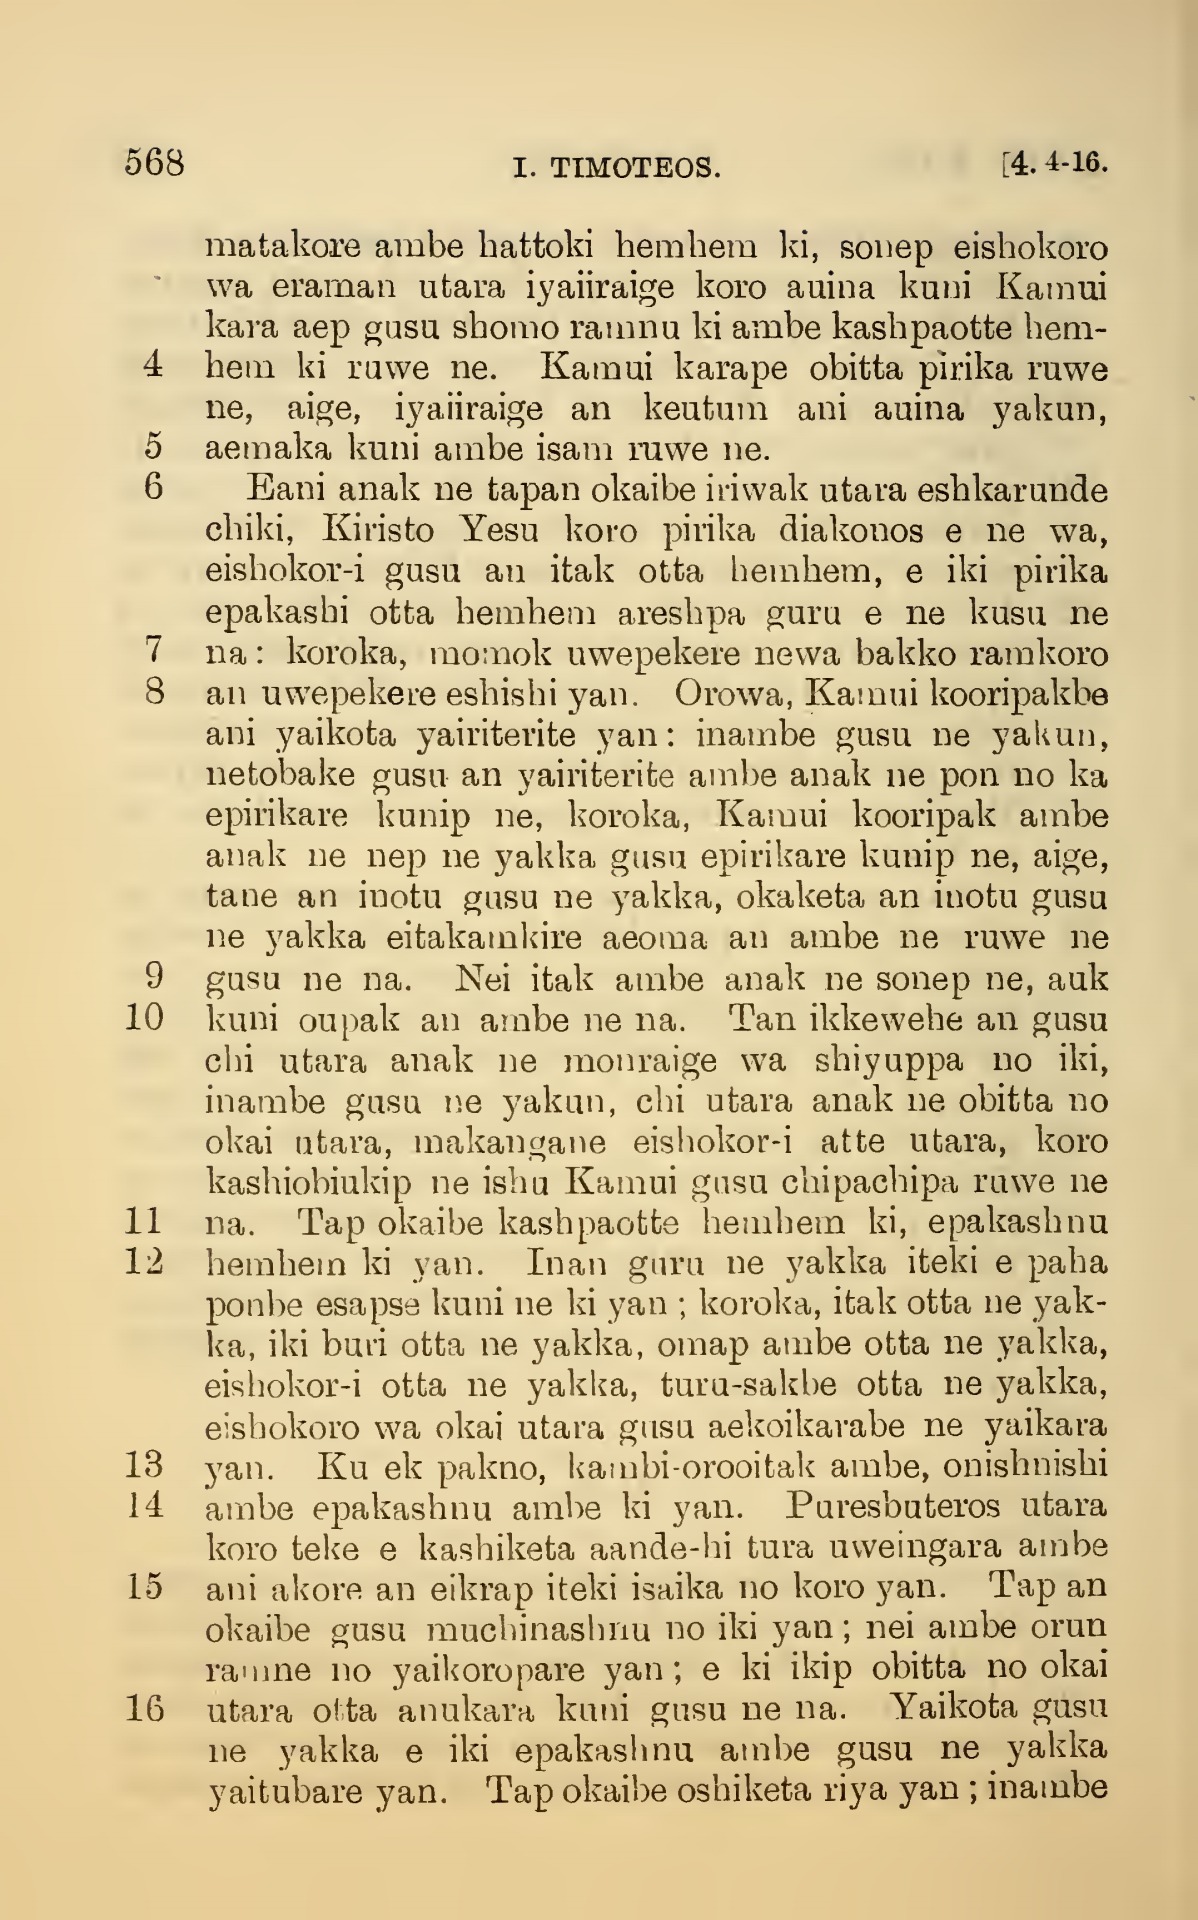 568 I. TIMOTEOS. [4. 4-16.
matakore ambe hattoki hemhem ki, sonep eishokoro
wa eraman utara iyaiiraige koro auina kuni Kamui
kara aep gusu shomo ramnu ki ambe kashpaotte hem-
4 hem ki ruwe ne. Kamui karape obitta pirika ruwe
ne, aige, iyaiiraige an keutum ani auina yakun,
5 aemaka kuni ambe isam ruwe ne.
6 Eani anak ne tapan okaibe iriwak utara eshkarunde
chiki, Kiristo Yesu koro pirika diakonos e ne wa,
eishokor-i gusu an itak otta hemhem, e iki pirika
epakashi otta hemhem areshpa guru e ne kusu ne
7 na: koroka, momok uwepekere newa bakko ramkoro
8 an uwepekere eshishi yan. Orowa, Kamui kooripakbe
ani yaikota yairiterite yan: inambe gusu ne yakun,
netobake gusu an yairiterite ambe anak ne pon no ka
epirikare kunip ne, koroka, Kamui kooripak ambe
anak ne nep ne yakka gusu epirikare kunip ne, aige,
tane an inotu gusu ne yakka, okaketa an inotu gusu
ne yakka eitakamkire aeoma an ambe ne ruwe ne
9 gusu ne na. Nei itak ambe anak ne sonep ne, auk
10 kuni oupak an ambe ne na. Tan ikkewehe an gusu
chi utara anak ne monraige wa shiyuppa no iki,
inambe gusu ne yakun, chi utara anak ne obitta no
okai utara, makangane eishokor-i atte utara, koro
kashiobiukip ne ishu Kamui gusu chipachipa ruwe ne
11 na. Tap okaibe kashpaotte hemhem ki, epakashnu
12 hemhem ki yan. Inan guru ne yakka iteki e paha
ponbe esapse kuni ne ki yan; koroka, itak otta ne yak-
ka, iki buri otta ne yakka, omap ambe otta ne yakka,
eishokor-i otta ne yakka, turu-sakbe otta ne yakka,
eishokoro wa okai utara gusu aekoikarabe ne yaikara
13 yan. Ku ek pakno, kambi-orooitak ambe, onishnishi
14 ambe epakashnu ambe ki yan. Puresbuteros utara
koro teke e kashiketa aande-hi tura uweingara ambe
15 ani akore an eikrap iteki isaika no koro yan. Tap an
okaibe gusu muchinashnu no iki yan; nei ambe orun
ramne no yaikoropare yan; e ki ikip obitta no okai
16 utara otta anukara kuni gusu ne na. Yaikota gusu
ne yakka e iki epakashnu ambe gusu ne yakka
yaitubare yan. Tap okaibe oshiketa riya yan; inambe